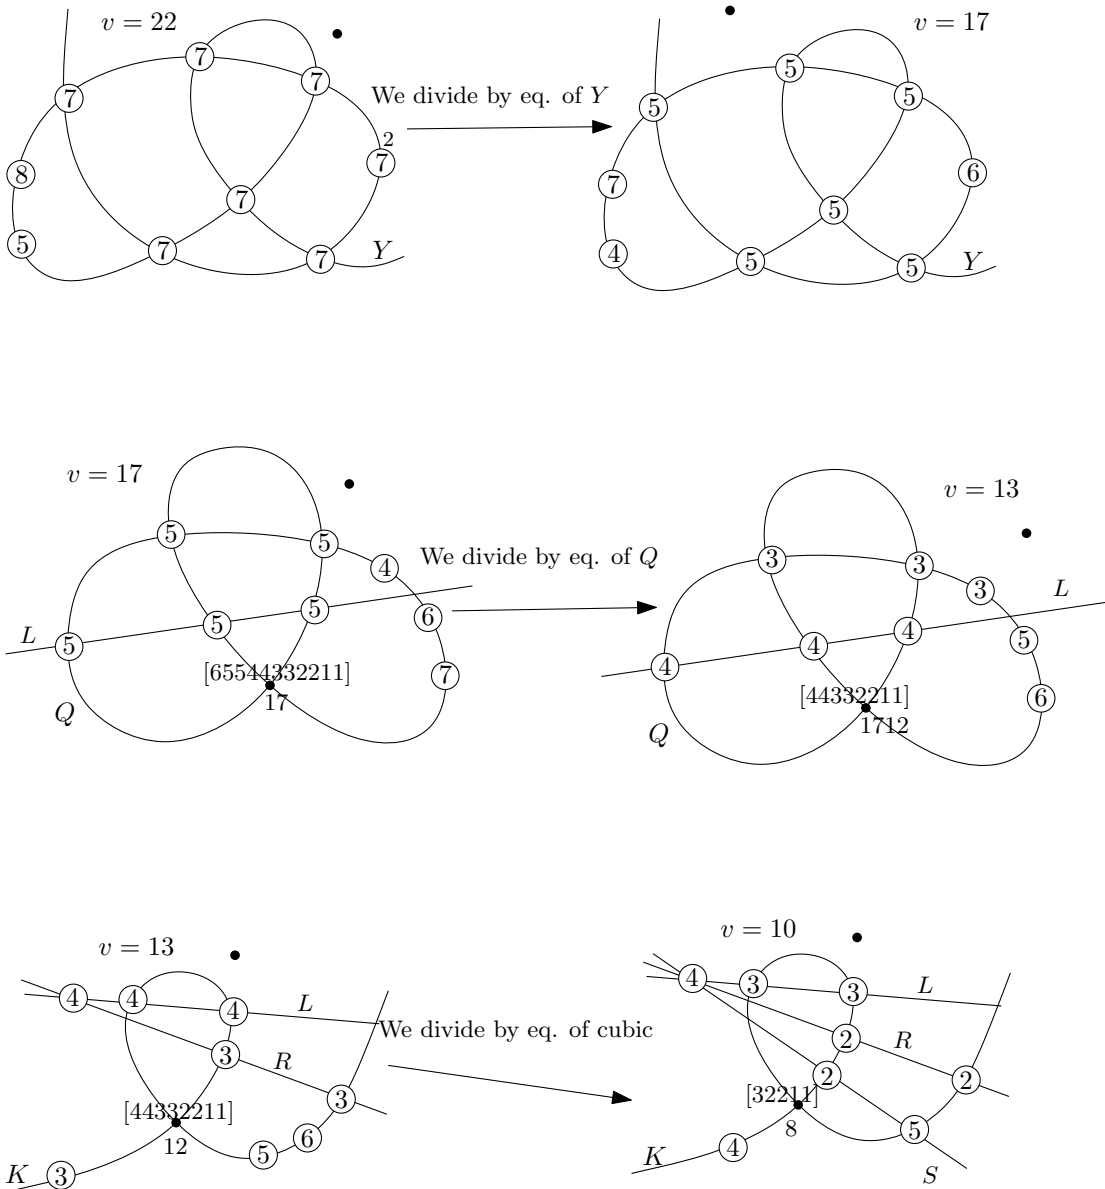 v = 22
v = 17
7
7
We divide by eq. of Y
5
5
7
5
2
7
6
8
7
7
5
5
7
7
4
5
5
Y
Y
v = 17
v = 13
5
5
4
We divide by eq. of Q
3
3
3
L
5
5
6
L
5
4
4
4
5
[65544332211]
17
7
[44332211]
1712
6
Q
Q
v = 13
v = 10
4
4
4
L
We divide by eq. of cubic
4
3
3
L
3
R
2
R
[44332211]
12
3
2
2
[32211]
8
K
3
5
6
K
4
5
S